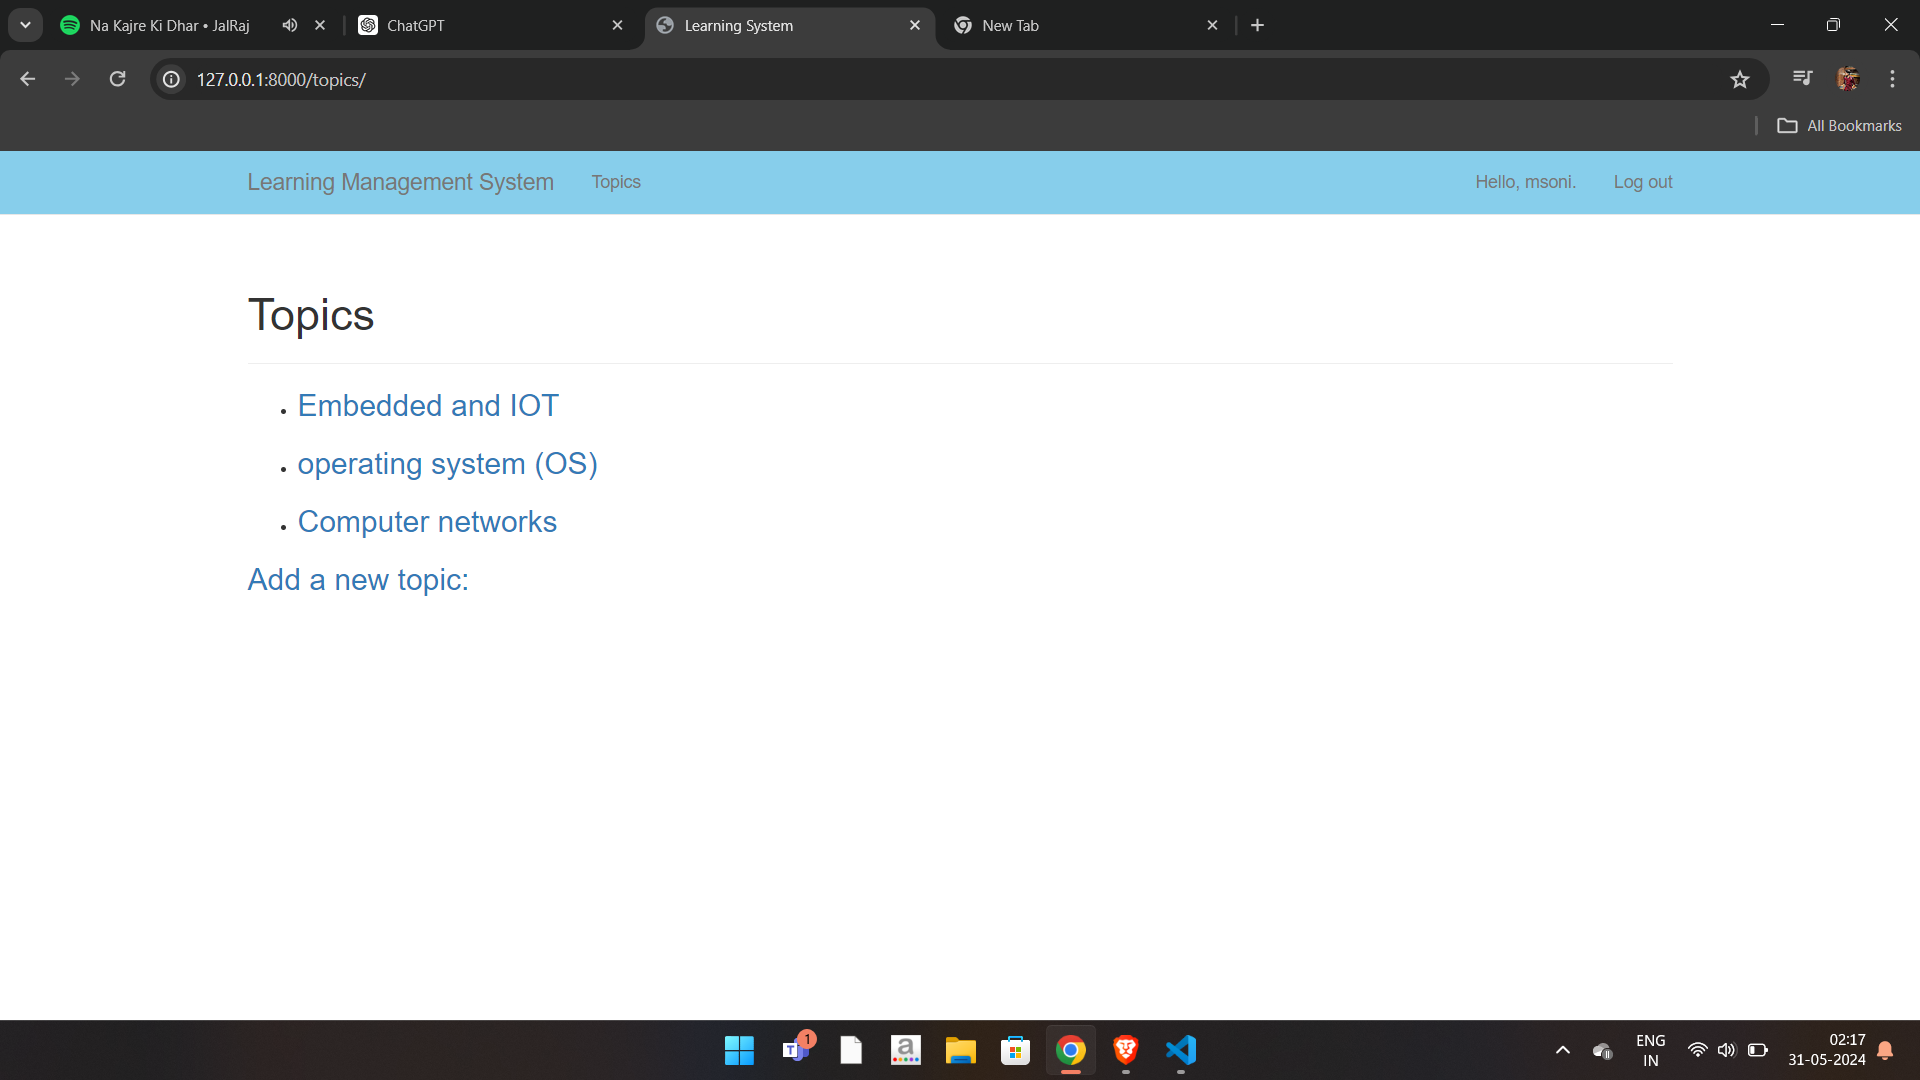 Na Kajre Ki Dhar • JalRaj
ChatGPT
Learning System
New Tab
127.0.0.1:8000/topics/
All Bookmarks
Learning Management System
Topics
Hello, msoni.
Log out
Topics
Embedded and IOT
operating system (OS)
Computer networks
Add a new topic:
T
1
a
ENG
IN
02:17
31-05-2024